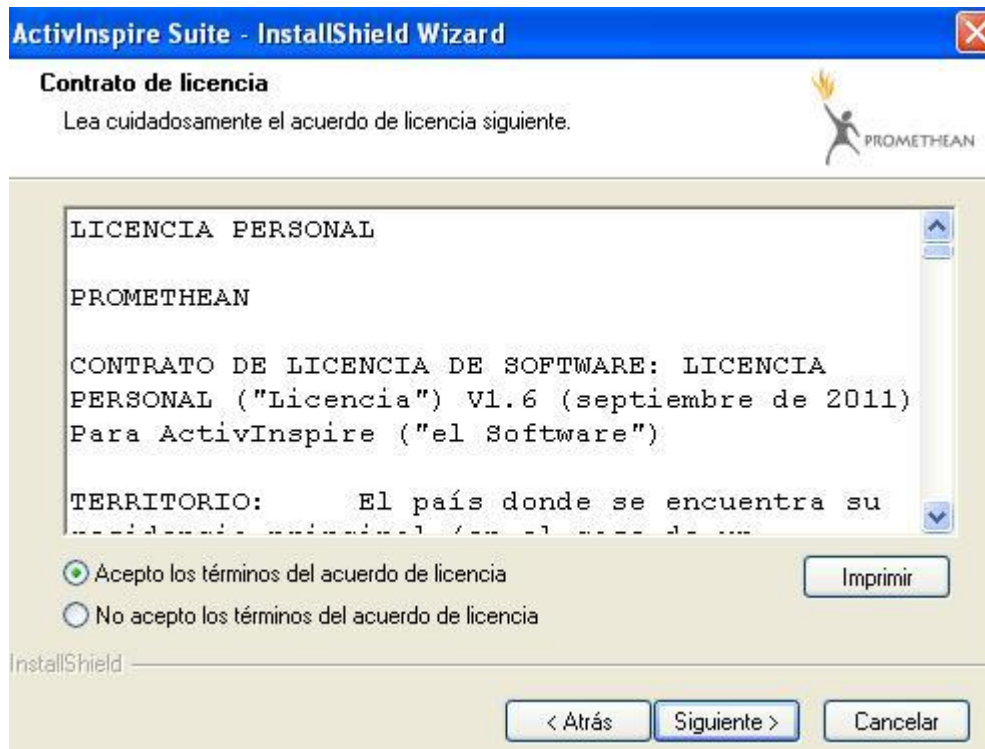 ActivInspire Suite - InstallShield Wizard
Contrato de licencia
Lea cuidadosamente el acuerdo de licencia siguiente.
PROMETHEAN
LICENCIA PERSONAL
PROMETHEAN
CONTRATO DE LICENCIA DE SOFTWARE: LICENCIA
PERSONAL ("Licencia") V1.6 (septiembre de 2011)
Para ActivInspire ("el Software")
TERRITORIO: El país donde se encuentra su
Acepto los términos del acuerdo de licencia
Imprimir
No acepto los términos del acuerdo de licencia
InstallShield
< Atrás
Siguiente >
Cancelar